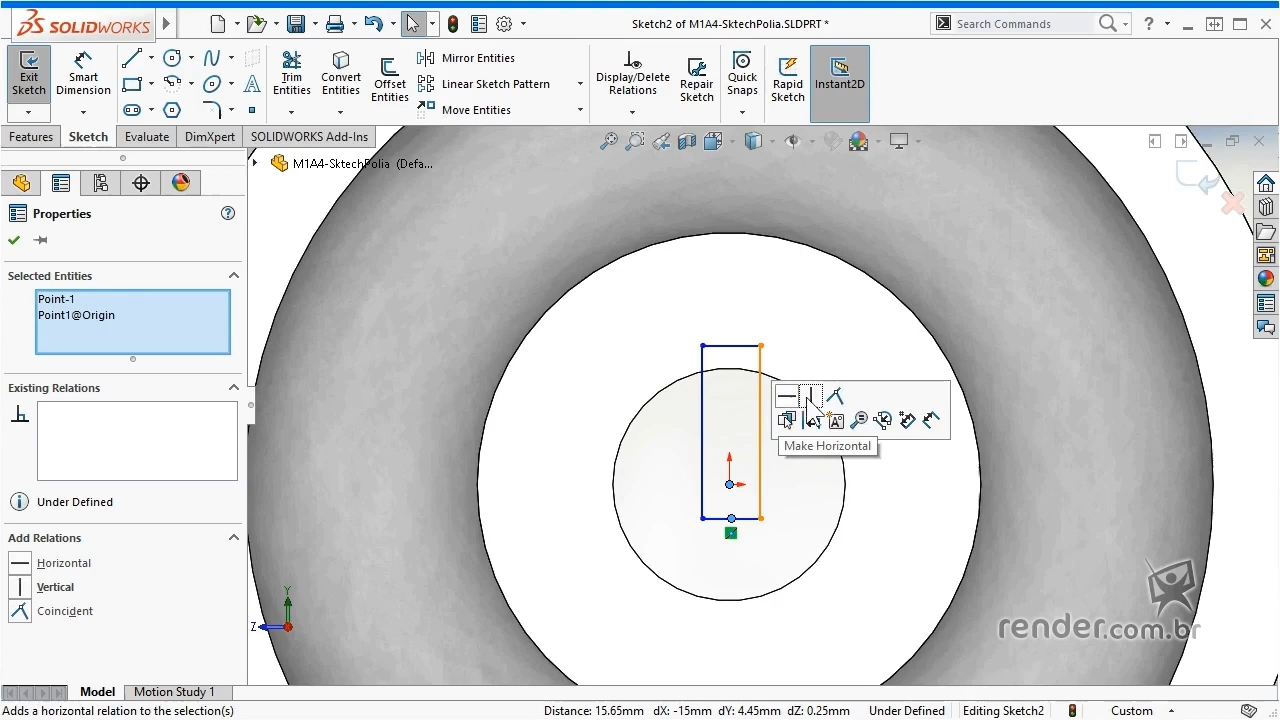 SOLIDWORKS
Sketch2 of M1A4-SktechPolia.SLDPRT *
Search Commands
?
Exit Sketch
Smart Dimension
Trim Entities
Convert Entities
Offset Entities
Mirror Entities
Linear Sketch Pattern
Move Entities
Display/Delete Relations
Repair Sketch
Quick Snaps
Rapid Sketch
Instant2D
Features
Sketch
Evaluate
DimXpert
SOLIDWORKS Add-Ins
M1A4-SktechPolia (Defa...
Properties
?
Selected Entities
Point-1
Point1@Origin
Existing Relations
Under Defined
Add Relations
Horizontal
Vertical
Coincident
Make Horizontal
Y
Z
render.com.br
Model
Motion Study 1
Adds a horizontal relation to the selection(s)
Distance: 15.65mm dX: -15mm dY: 4.45mm dZ: 0.25mm
Under Defined
Editing Sketch2
Custom